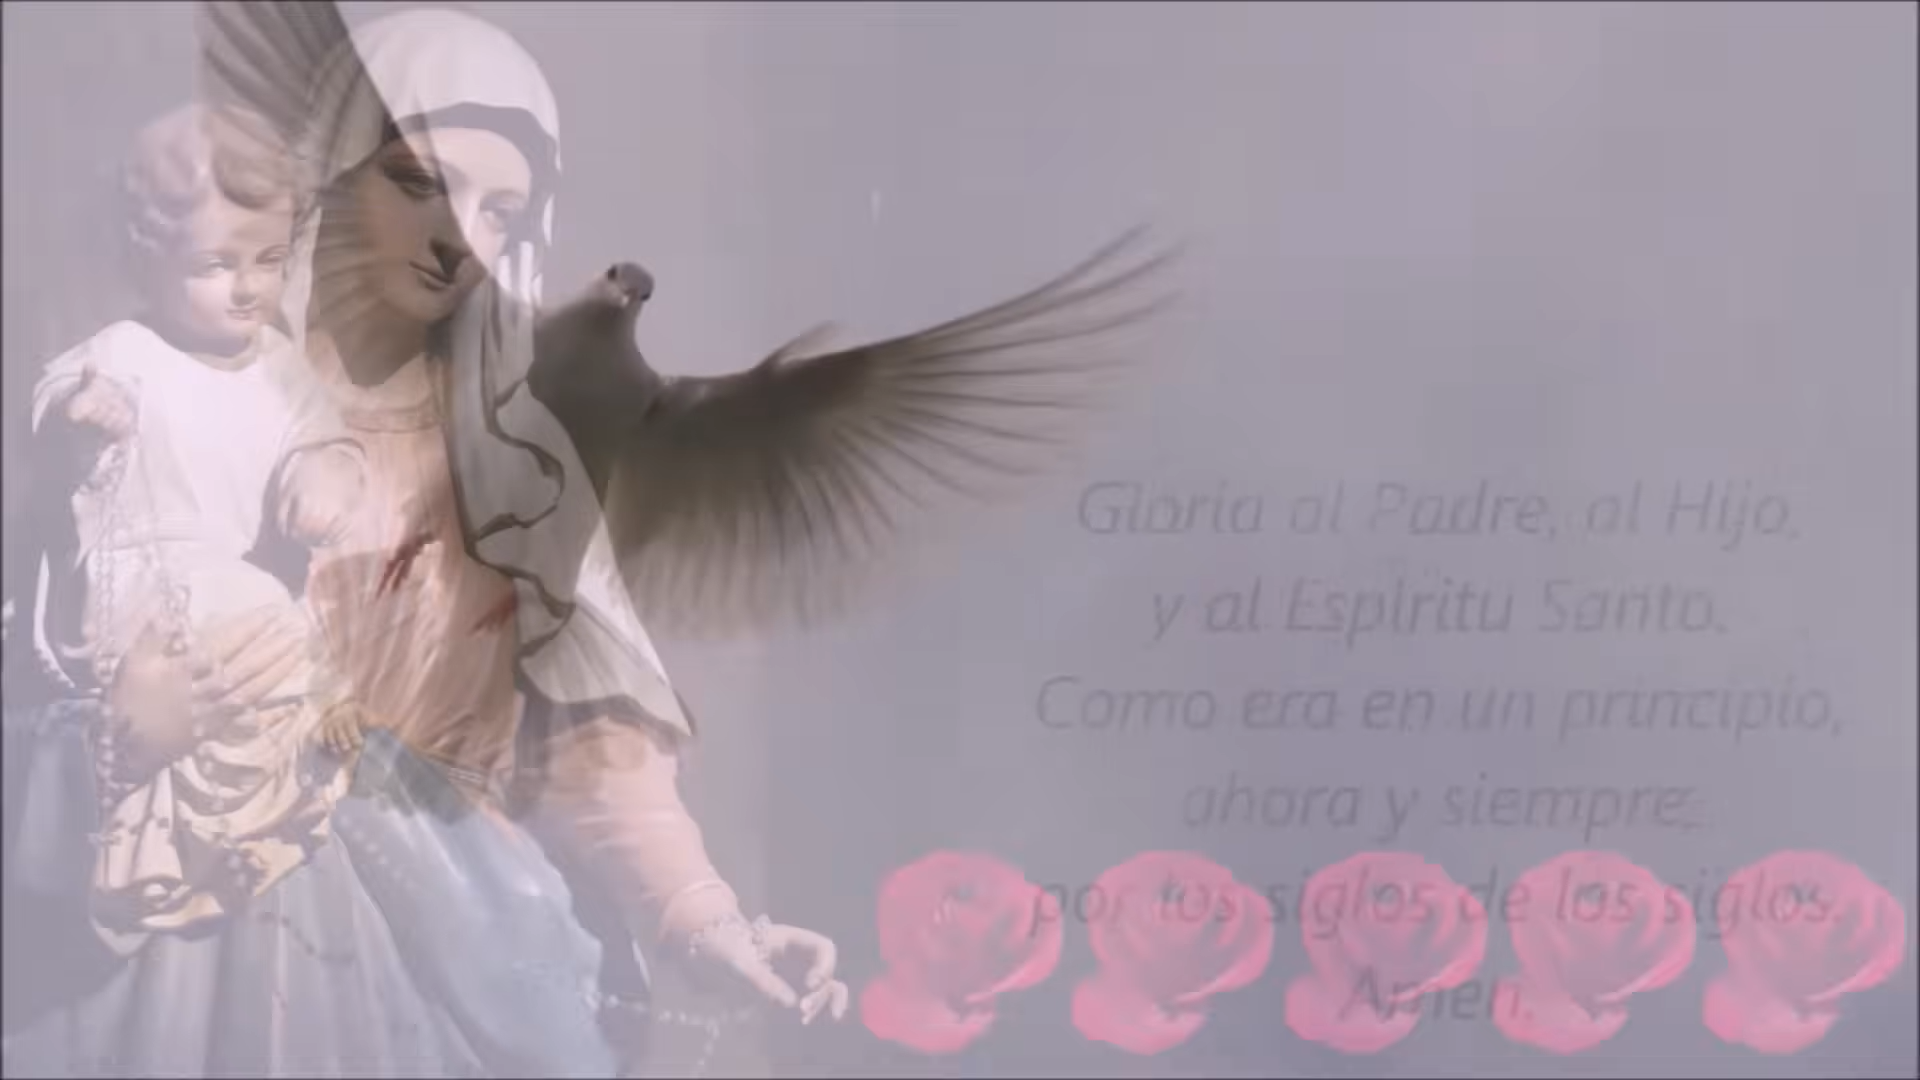 Gloria al Padre, al Hijo,
y al Espíritu Santo.
Como era en un principio,
ahora y siempre,
por los siglos de los siglos.
Amén.